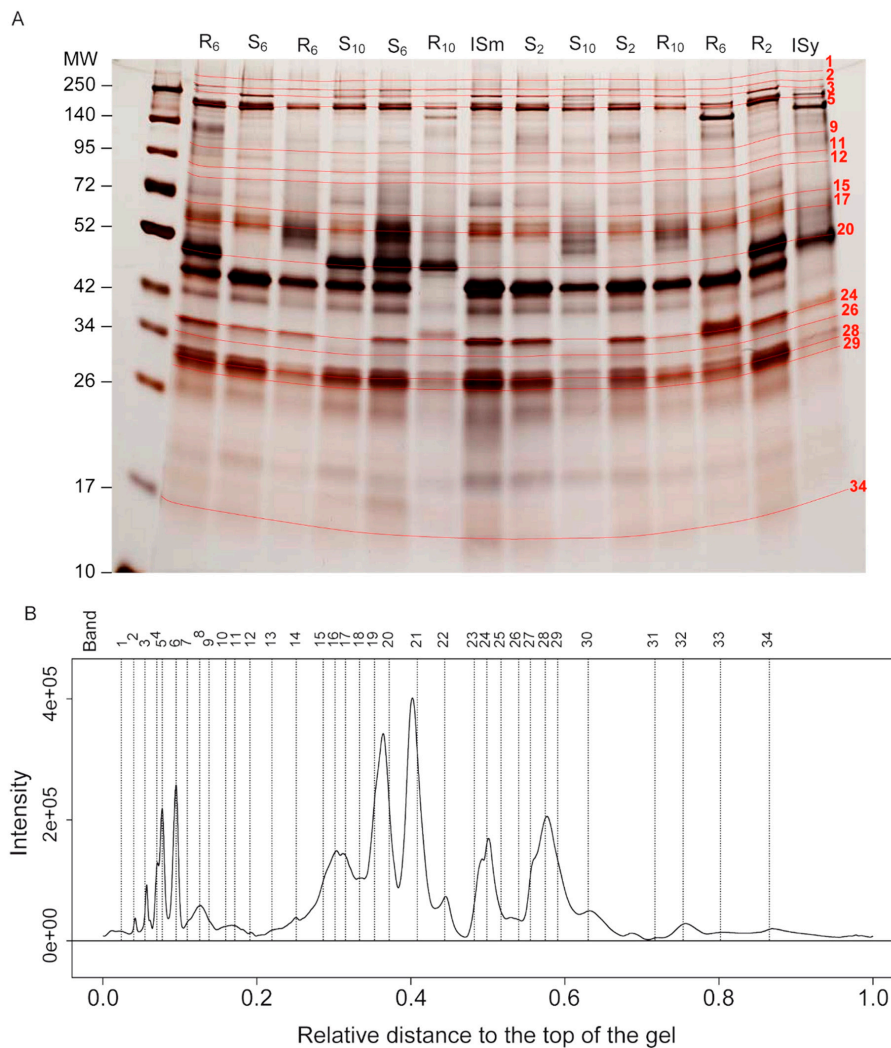 A
R6 S6 R6 S10 S6 R10 ISm S2 S10 S2 R10 R6 R2 ISy
MW
250
140
95
72
52
42
34
26
17
10
1
2
3
5
9
11
12
15
17
20
24
26
28
29
34
B
Band 1 2 3 4 5 6 7 8 9 10 11 12 13 14 15 16 17 18 19 20 21 22 23 24 25 26 27 28 29 30 31 32 33 34
Intensity
4e+05
2e+05
0e+00
0.0 0.2 0.4 0.6 0.8 1.0
Relative distance to the top of the gel